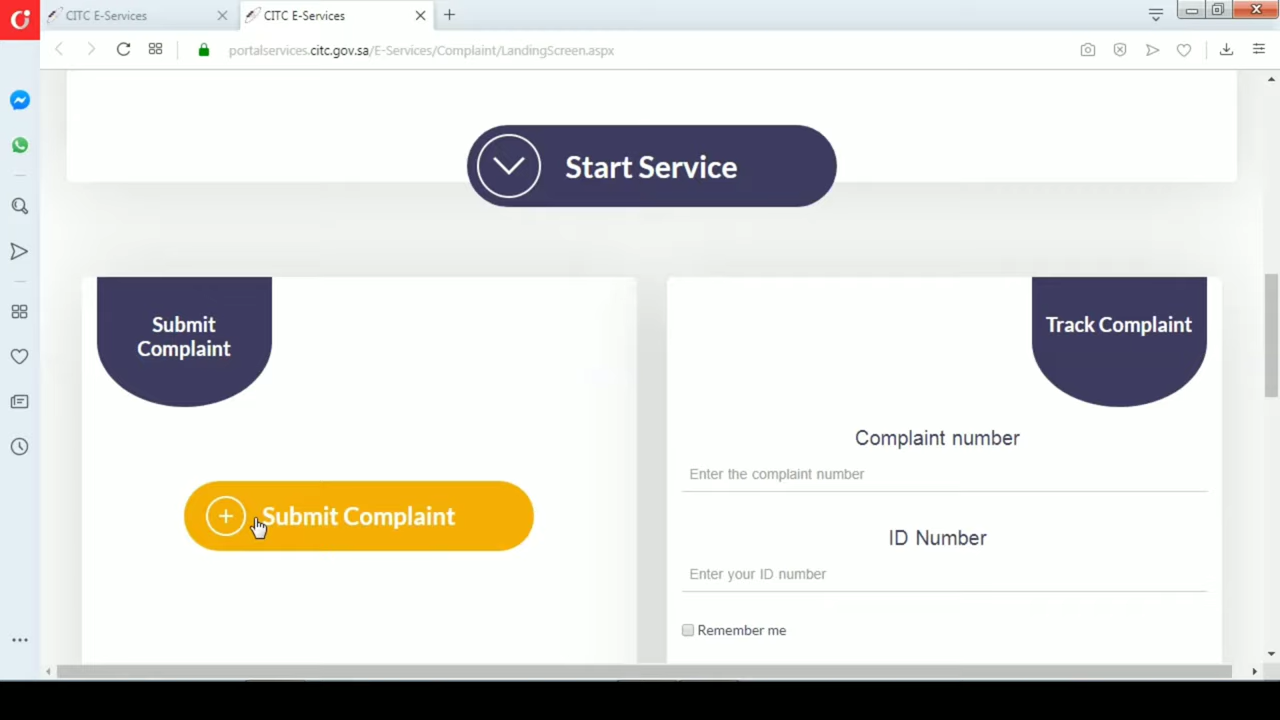 CITC E-Services
CITC E-Services
portalservices.citc.gov.sa/E-Services/Complaint/LandingScreen.aspx
Start Service
Submit
Complaint
Submit Complaint
Track Complaint
Complaint number
Enter the complaint number
ID Number
Enter your ID number
Remember me